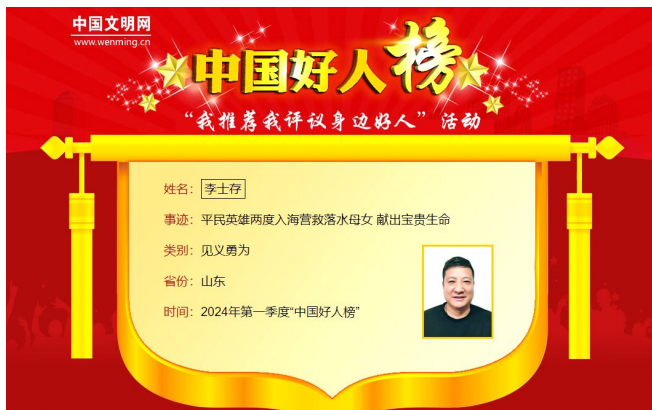 中国文明网
www.wenming.cn
中国好人榜
“我推荐我评议身边好人”活动
姓名：李士存
事迹：平民英雄两度入海营救落水母女 献出宝贵生命
类别：见义勇为
省份：山东
时间：2024年第一季度“中国好人榜”